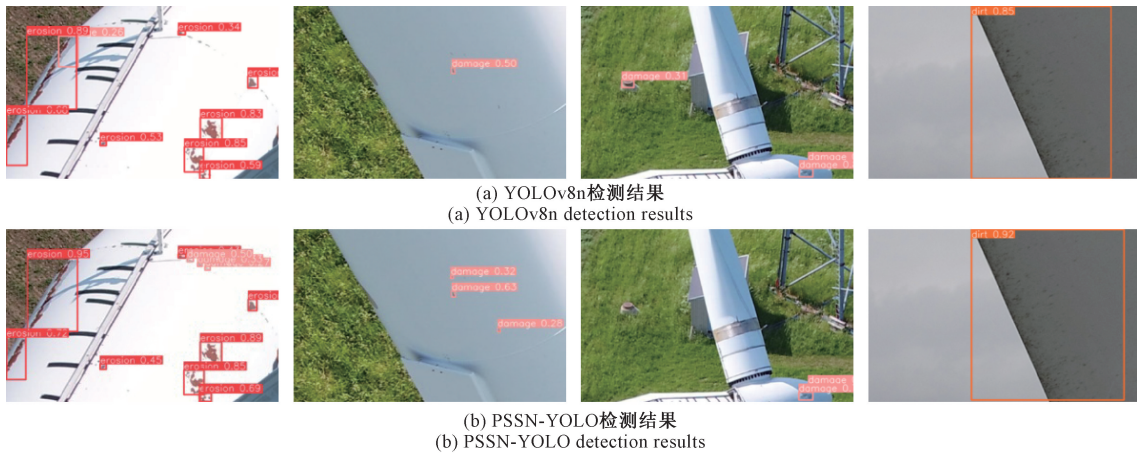 erosion 0.89
erosion 0.34
damage 0.50
damage 0.31
dirt 0.85
erosion
erosion 0.83
erosion 0.53
erosion 0.85
erosion 0.59
damage
damage
(a) YOLOv8n检测结果
(a) YOLOv8n detection results
erosion 0.95
damage 0.32
damage 0.63
damage 0.28
dirt 0.92
erosion
erosion 0.72
erosion 0.89
erosion 0.45
erosion 0.85
erosion 0.69
damage
damage
(b) PSSN-YOLO检测结果
(b) PSSN-YOLO detection results